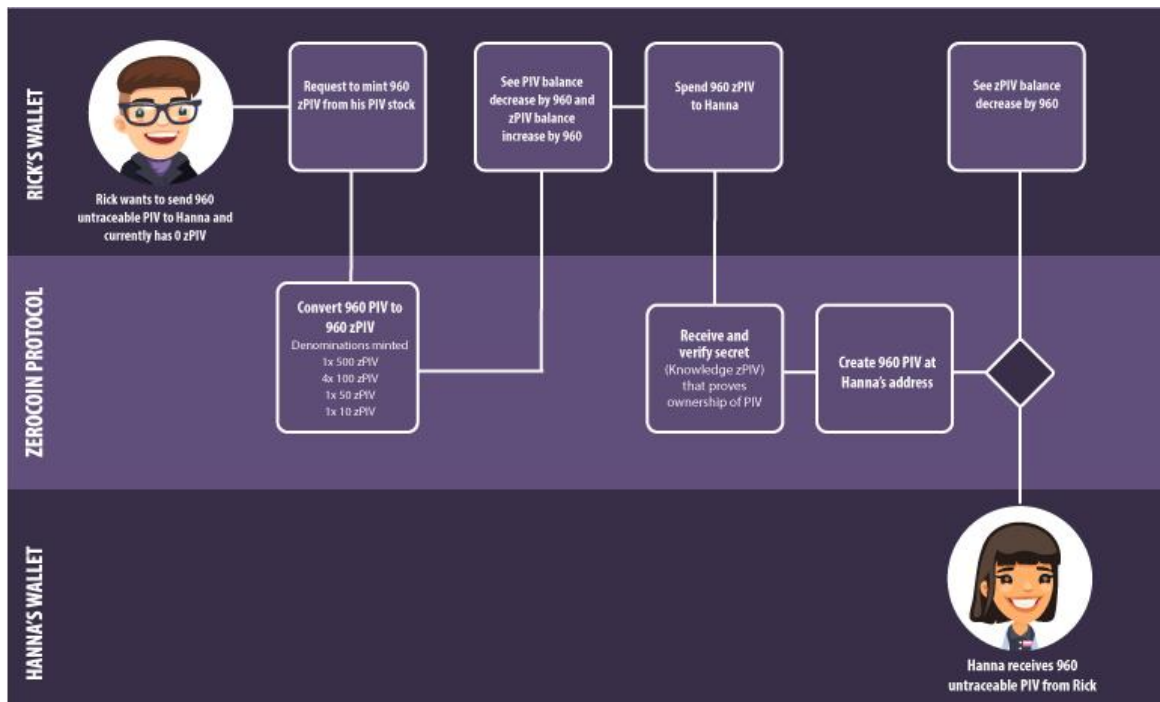 RICK'S WALLET
Rick wants to send 960
untraceable PIV to Hanna and
currently has 0 zPIV
Request to mint 960
zPIV from his PIV stock
See PIV balance
decrease by 960 and
zPIV balance
increase by 960
Spend 960 zPIV
to Hanna
See zPIV balance
decrease by 960
ZEROCOIN PROTOCOL
Convert 960 PIV to
960 zPIV
Denominations minted
1x 500 zPIV
4x 100 zPIV
1x 50 zPIV
1x 10 zPIV
Receive and
verify secret
(Knowledge zPIV)
that proves
ownership of PIV
Create 960 PIV at
Hanna's address
HANNA'S WALLET
Hanna receives 960
untraceable PIV from Rick